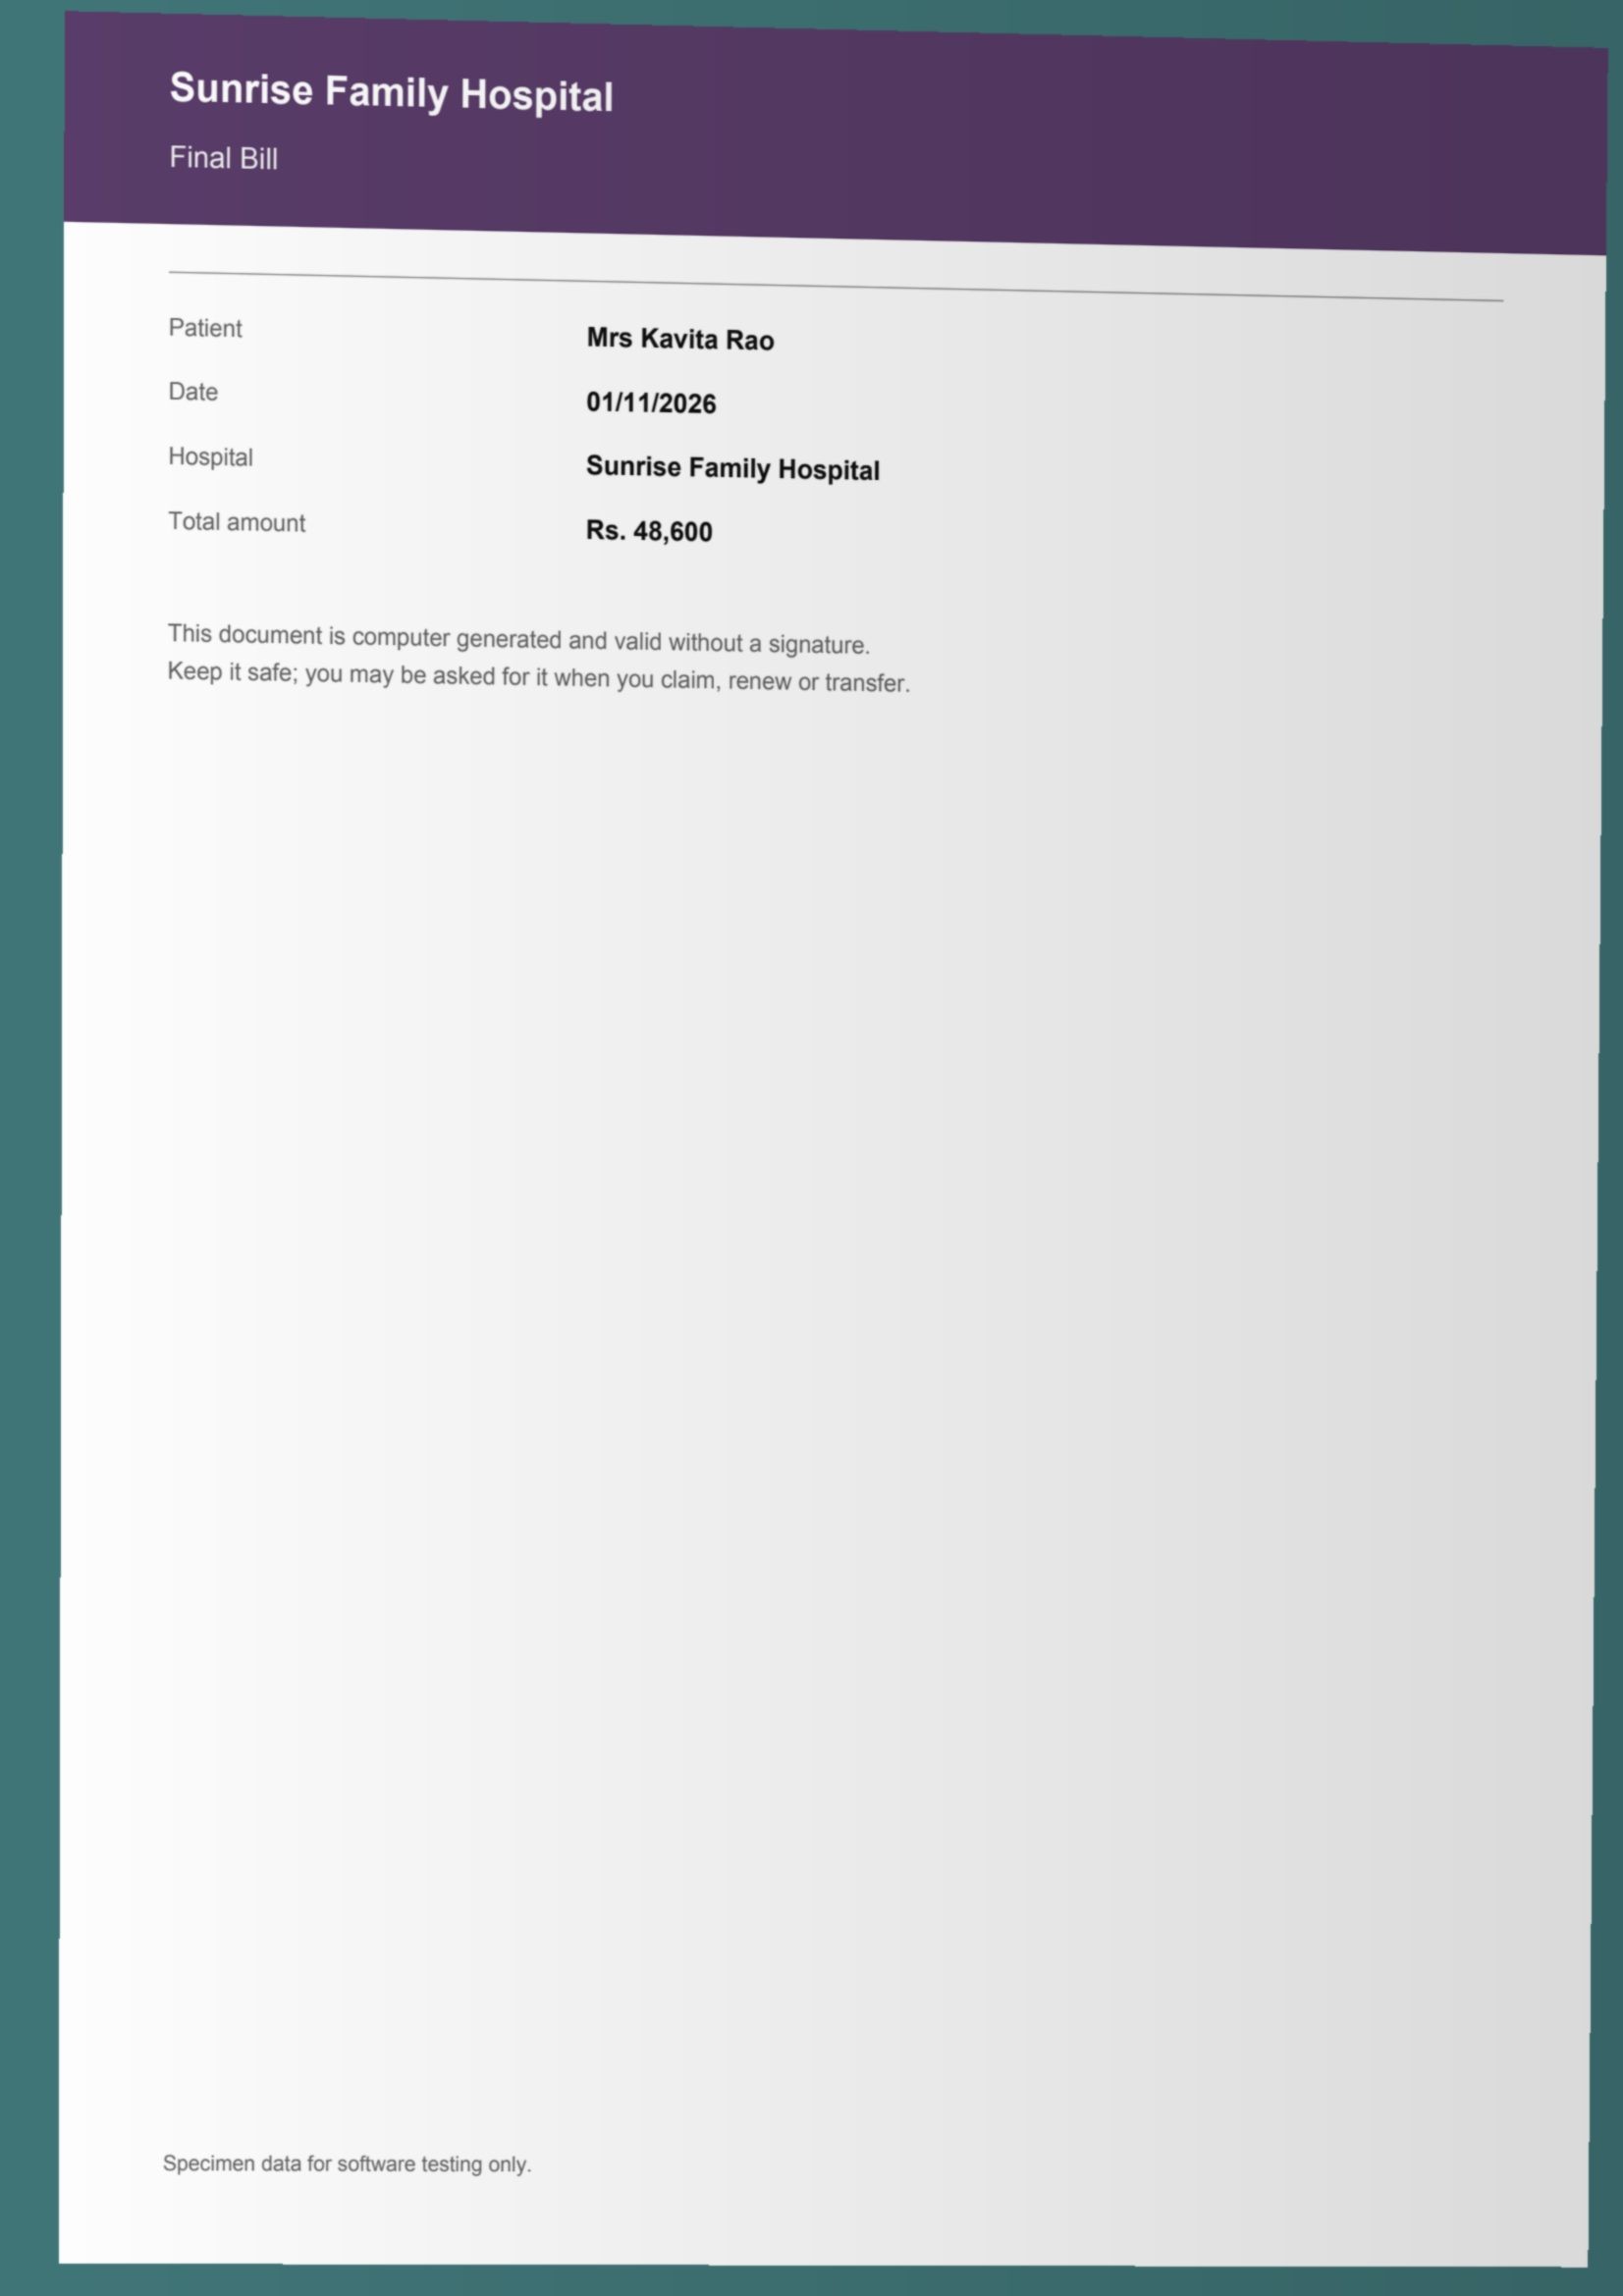 Sunrise Family Hospital
Final Bill
Patient Mrs Kavita Rao
Date 01/11/2026
Hospital Sunrise Family Hospital
Total amount Rs. 48,600
This document is computer generated and valid without a signature.
Keep it safe; you may be asked for it when you claim, renew or transfer.
Specimen data for software testing only.